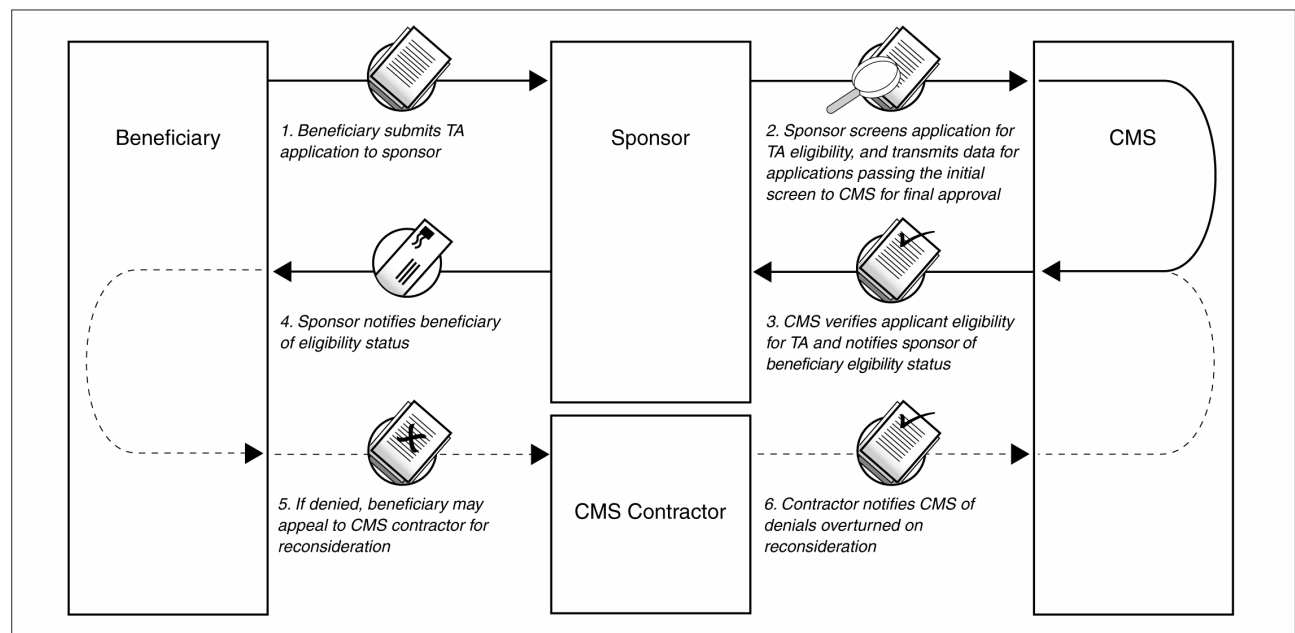 Beneficiary
Sponsor
CMS
1. Beneficiary submits TA
application to sponsor
2. Sponsor screens application for
TA eligibility, and transmits data for
applications passing the initial
screen to CMS for final approval
4. Sponsor notifies beneficiary
of eligibility status
3. CMS verifies applicant eligibility
for TA and notifies sponsor of
beneficiary elgibility status
CMS Contractor
5. If denied, beneficiary may
appeal to CMS contractor for
reconsideration
6. Contractor notifies CMS of
denials overturned on
reconsideration